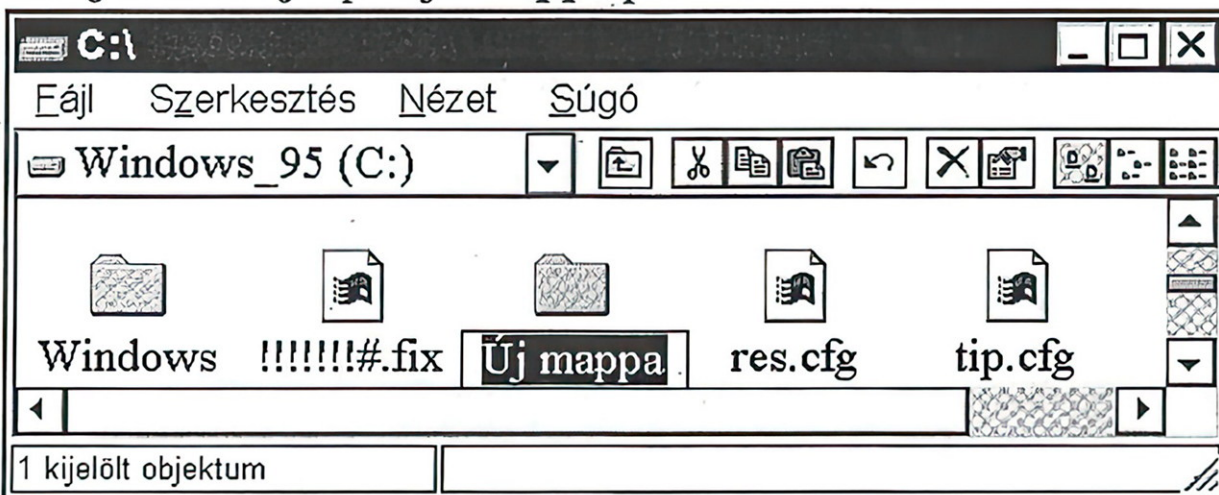 C:\
Fájl Szerkesztés Nézet Súgó
Windows_95 (C:)
Windows !!!!!!!#.fix Új mappa res.cfg tip.cfg
1 kijelölt objektum